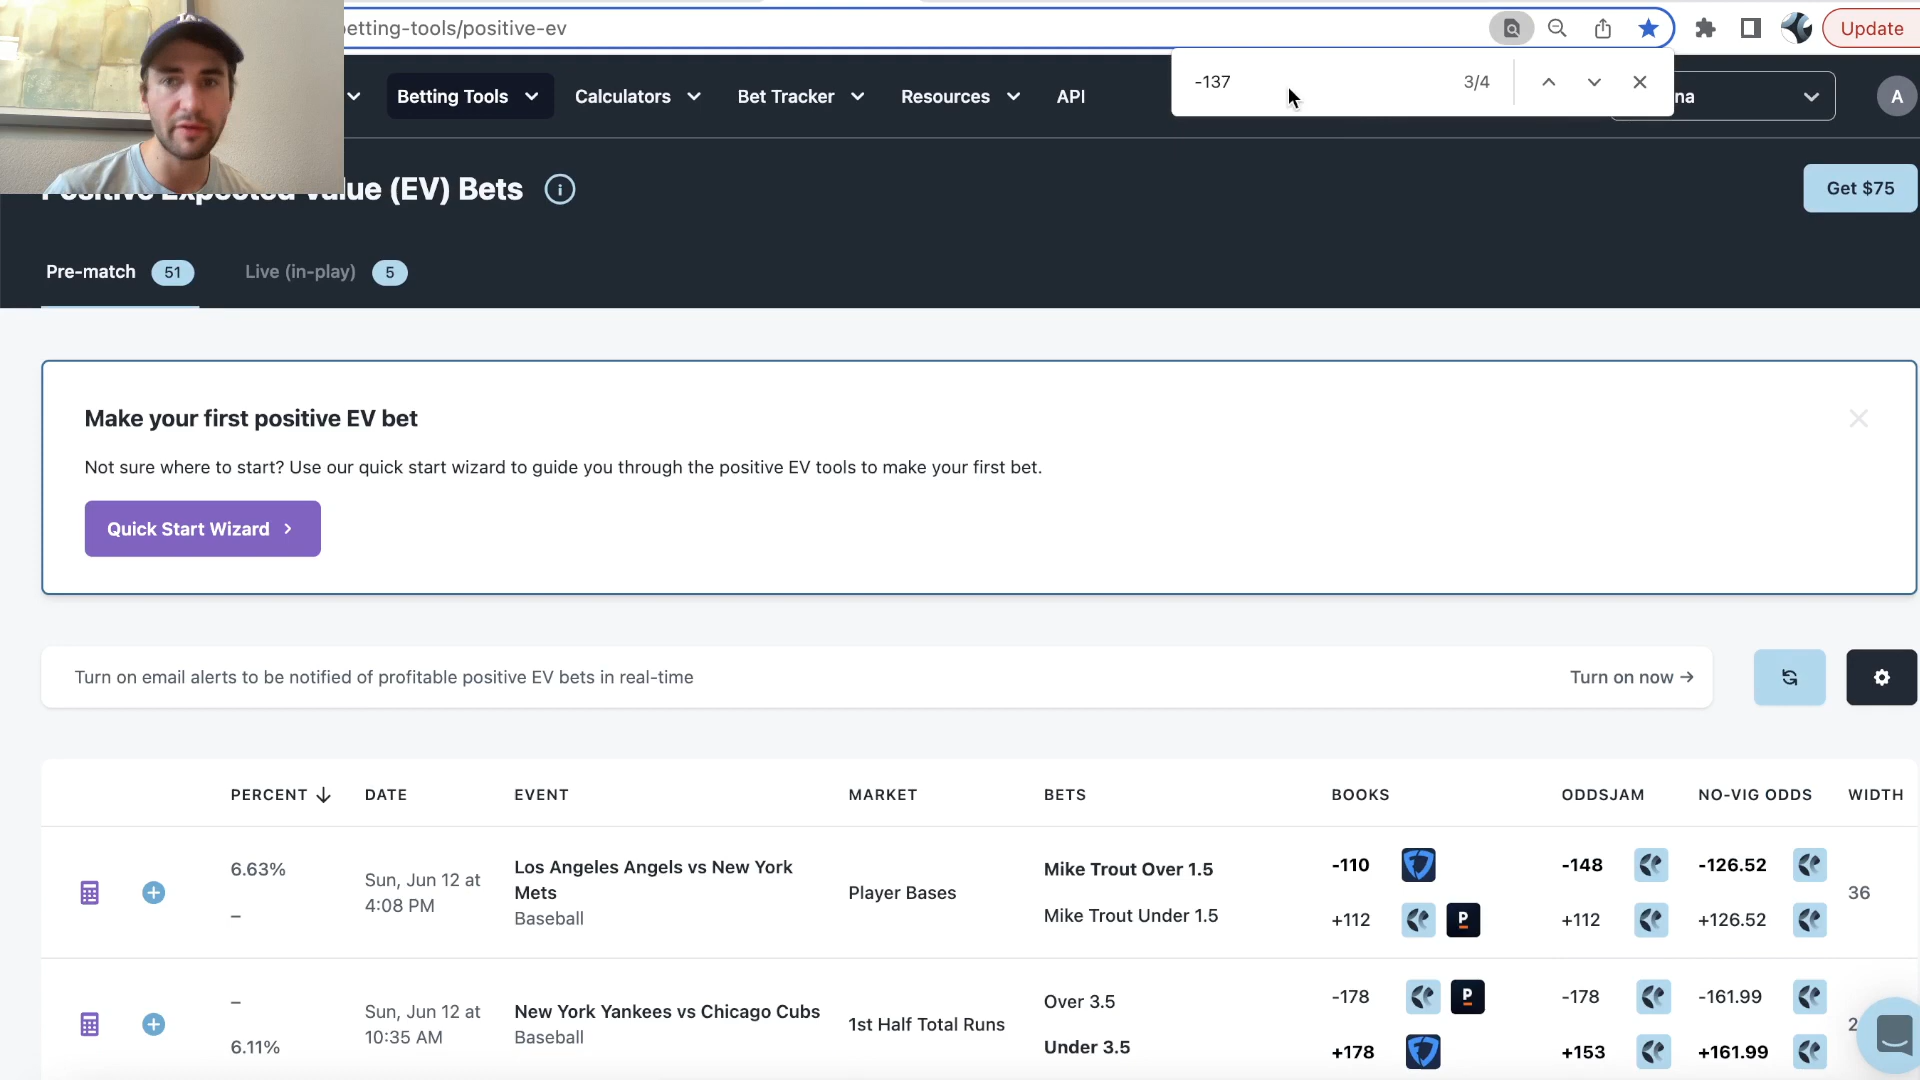 etting-tools/positive-ev
Update
-137 3/4
Betting Tools Calculators Bet Tracker Resources API
na
A
Positive Expected Value (EV) Bets
Get $75
Pre-match 51 Live (in-play) 5
Make your first positive EV bet
Not sure where to start? Use our quick start wizard to guide you through the positive EV tools to make your first bet.
Quick Start Wizard
Turn on email alerts to be notified of profitable positive EV bets in real-time Turn on now →
PERCENT ↓ DATE EVENT MARKET BETS BOOKS ODDSJAM NO-VIG ODDS WIDTH
6.63%
–
Sun, Jun 12 at
4:08 PM
Los Angeles Angels vs New York
Mets
Baseball
Player Bases
Mike Trout Over 1.5
Mike Trout Under 1.5
-110
+112 P
-148
+112
-126.52
+126.52
36
–
6.11%
Sun, Jun 12 at
10:35 AM
New York Yankees vs Chicago Cubs
Baseball
1st Half Total Runs
Over 3.5
Under 3.5
-178 P
+178
-178
+153
-161.99
+161.99
2